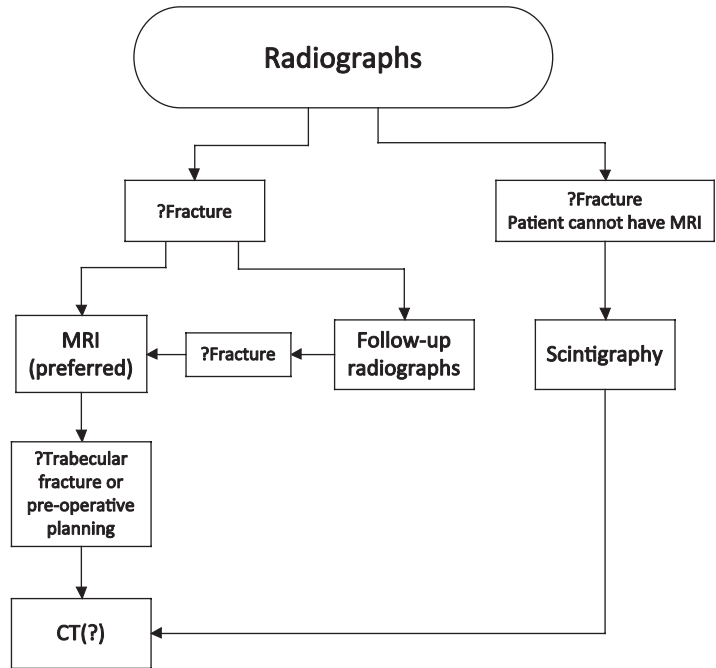 Radiographs
?Fracture
?Fracture
Patient cannot have MRI
MRI
(preferred)
?Fracture
Follow-up
radiographs
Scintigraphy
?Trabecular
fracture or
pre-operative
planning
CT(?)